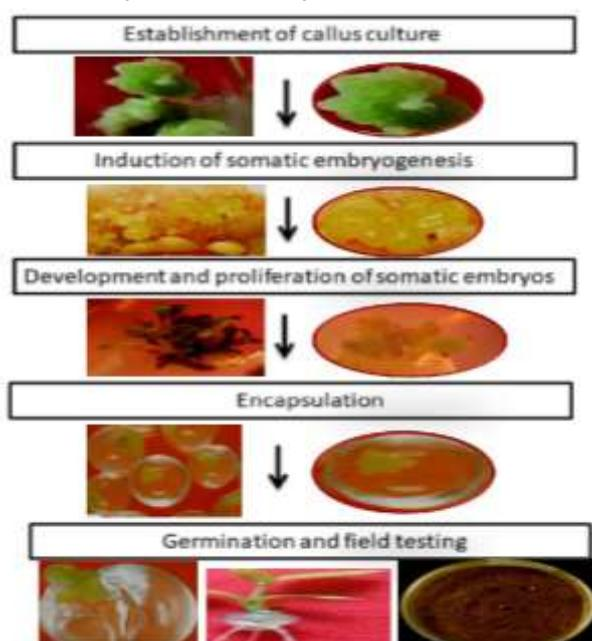 Establishment of callus culture
Induction of somatic embryogenesis
Development and proliferation of somatic embryos
Encapsulation
Germination and field testing